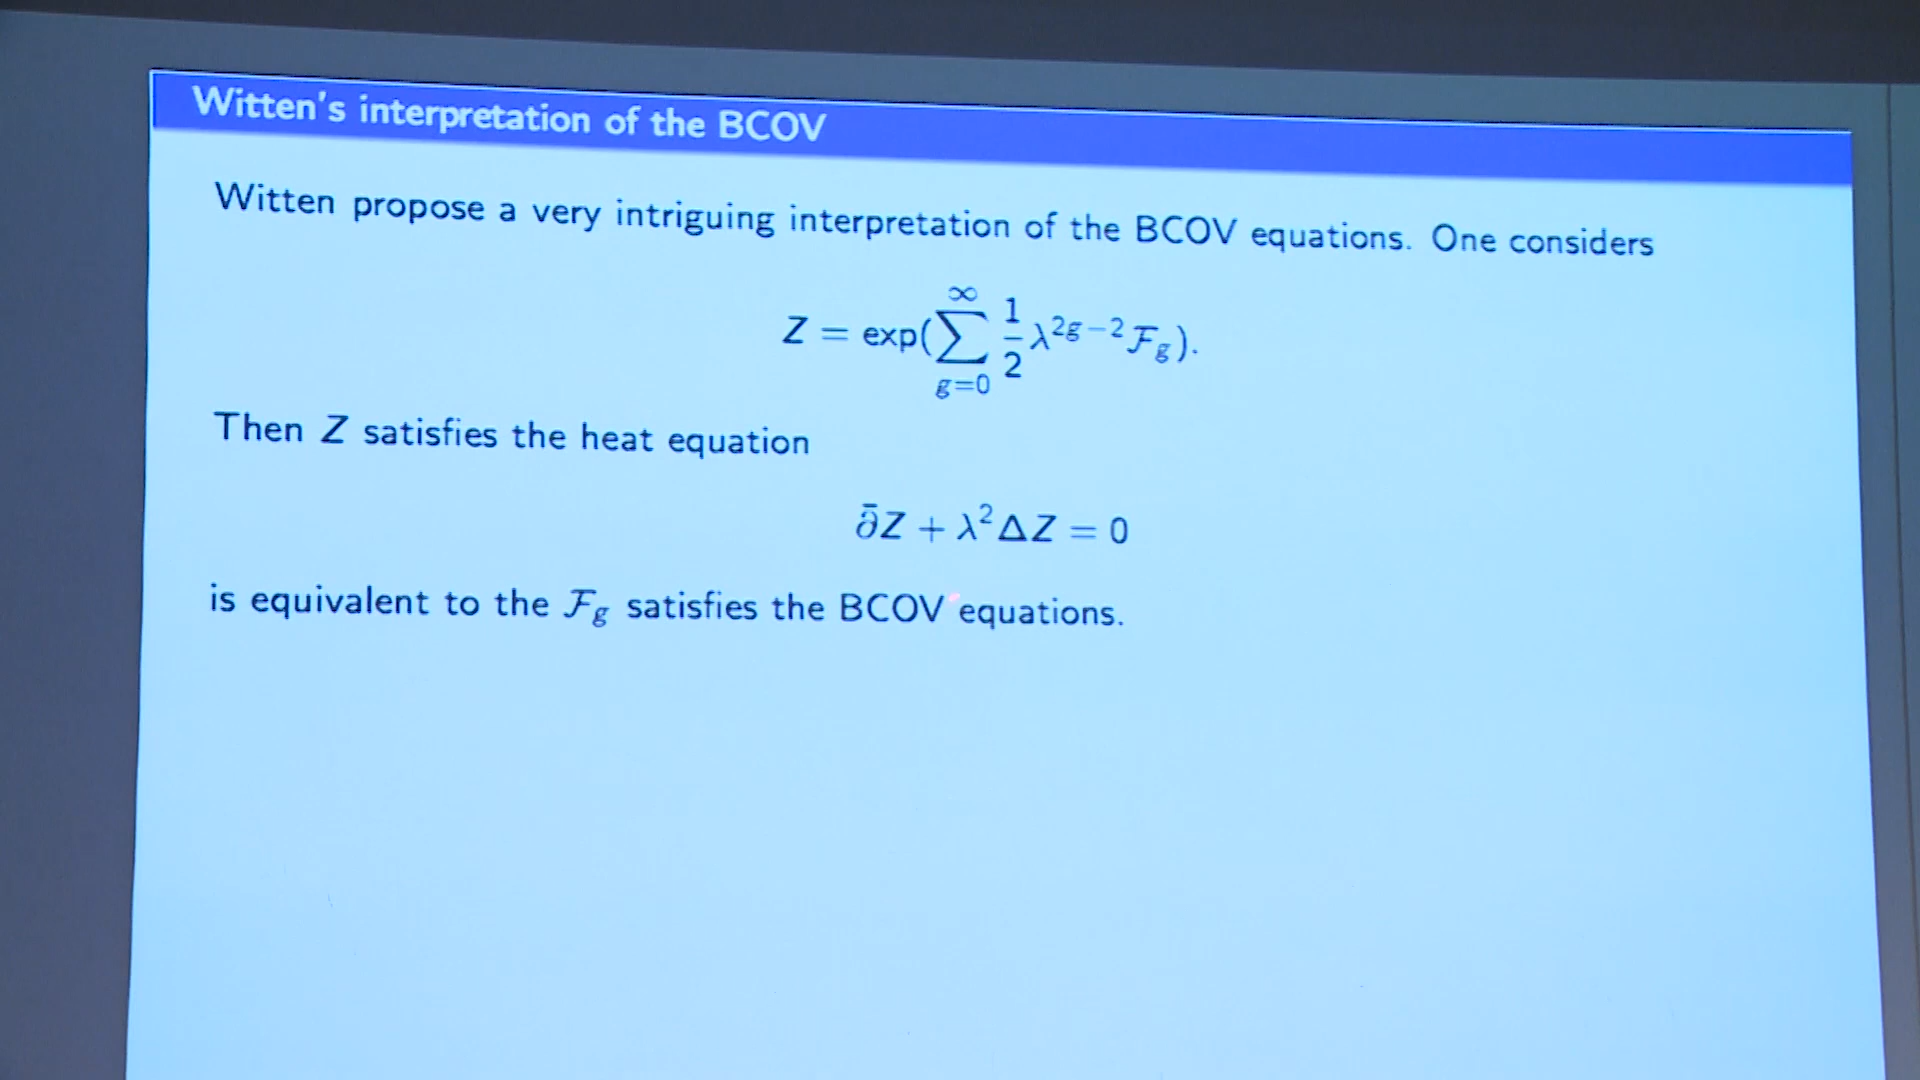 Witten's interpretation of the BCOV
Witten propose a very intriguing interpretation of the BCOV equations. One considers
Z = exp(∑_{g=0}^{∞} \frac{1}{2} λ^{2g−2} ℱ_g).
Then Z satisfies the heat equation
∂̄Z + λ²ΔZ = 0
is equivalent to the ℱ_g satisfies the BCOV equations.